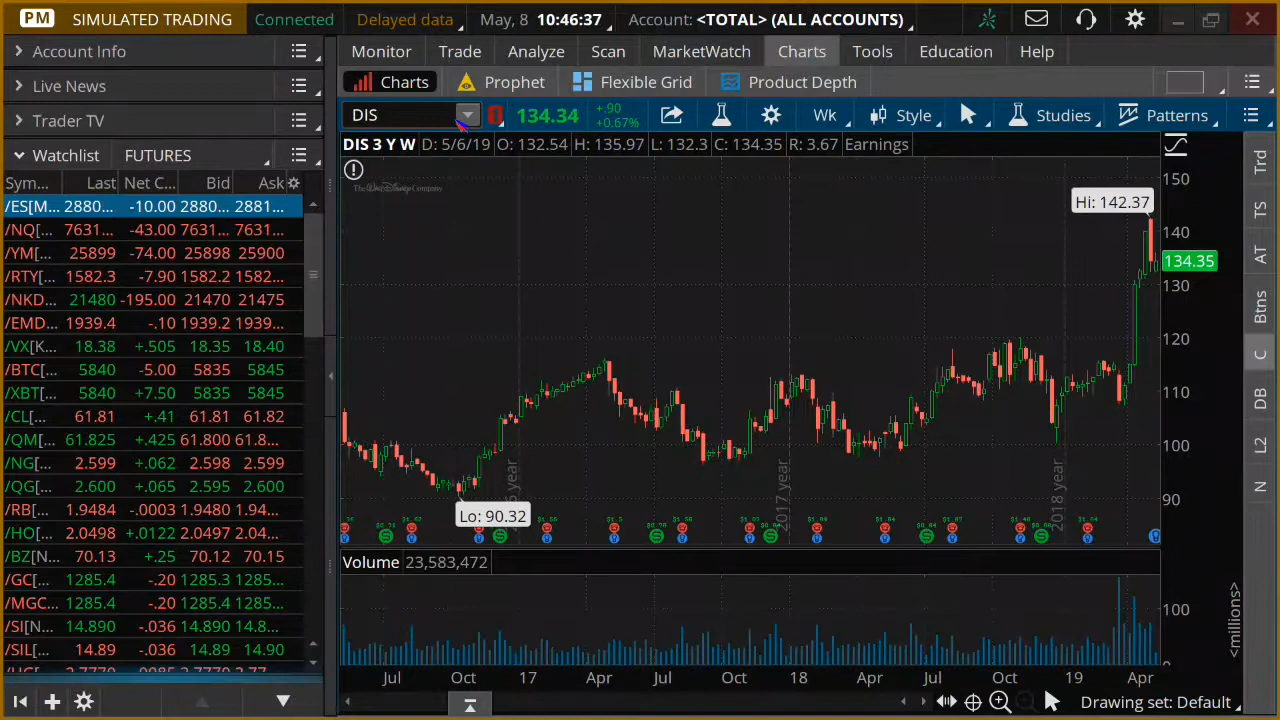 PM SIMULATED TRADING Connected Delayed data May, 8 10:46:37 Account: <TOTAL> (ALL ACCOUNTS)
Account Info
Live News
Trader TV
Watchlist FUTURES
Sym... Last Net C... Bid Ask
/ES[M... 2880... -10.00 2880... 2881...
/NQ[... 7631... -43.00 7631... 7632...
/YM[... 25899 -74.00 25898 25900
/RTY[... 1582.3 -7.90 1582.2 1582...
/NKD... 21480 -195.00 21470 21475
/EMD... 1939.4 -.10 1939.2 1939...
/VX[K... 18.38 +.505 18.35 18.40
/BTC[... 5840 -5.00 5835 5845
/XBT[... 5840 +7.50 5835 5845
/CL[... 61.81 +.41 61.81 61.82
/QM[... 61.825 +.425 61.800 61.8...
/NG[... 2.599 +.062 2.598 2.599
/QG[... 2.600 +.065 2.595 2.600
/RB[... 1.9484 -.0003 1.9480 1.94...
/HO[... 2.0498 +.0122 2.0497 2.04...
/BZ[N... 70.13 +.25 70.12 70.15
/GC[... 1285.4 -.20 1285.3 1285...
/MGC... 1285.4 -.20 1285.4 1285...
/SI[N... 14.890 -.036 14.89 14.8...
/SIL[... 14.89 -.036 14.89 14.90
Monitor Trade Analyze Scan MarketWatch Charts Tools Education Help
Charts Prophet Flexible Grid Product Depth
DIS 134.34 +.90 +0.67% Wk Style Studies Patterns
DIS 3 Y W D: 5/6/19 O: 132.54 H: 135.97 L: 132.3 C: 134.35 R: 3.67 Earnings
The Walt Disney Company
Hi: 142.37
Lo: 90.32
150
140
134.35
130
120
110
100
90
2017 year
2018 year
Volume 23,583,472
100
<millions>
Jul Oct 17 Apr Jul Oct 18 Apr Jul Oct 19 Apr
Drawing set: Default
Trd
TS
AT
Btns
C
DB
L2
N